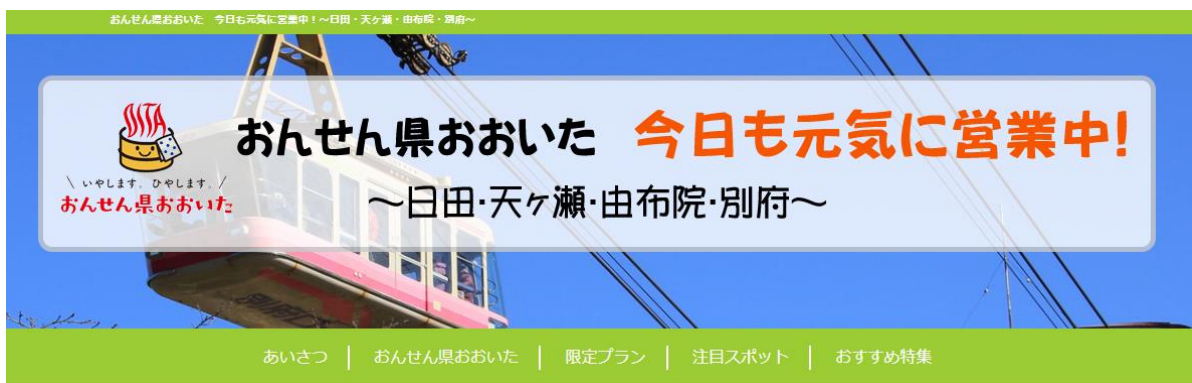 おんせん県おおいた 今日も元気に営業中！～日田・天ヶ瀬・由布院・別府～
OITA
いやします。ひやします。
おんせん県おおいた
おんせん県おおいた 今日も元気に営業中!
～日田・天ヶ瀬・由布院・別府～
あいさつ | おんせん県おおいた | 限定プラン | 注目スポット | おすすめ特集